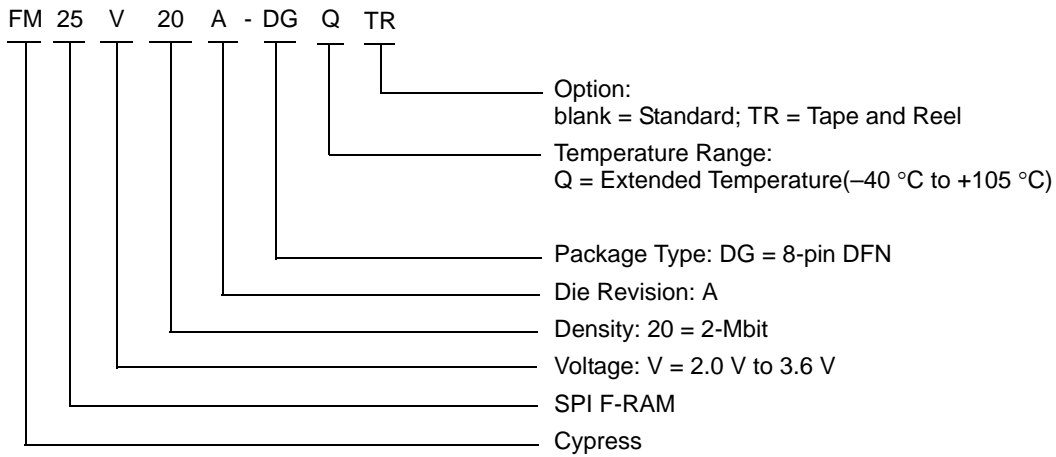 FM 25 V 20 A - DG Q TR
Option:
blank = Standard; TR = Tape and Reel
Temperature Range:
Q = Extended Temperature(–40 °C to +105 °C)
Package Type: DG = 8-pin DFN
Die Revision: A
Density: 20 = 2-Mbit
Voltage: V = 2.0 V to 3.6 V
SPI F-RAM
Cypress